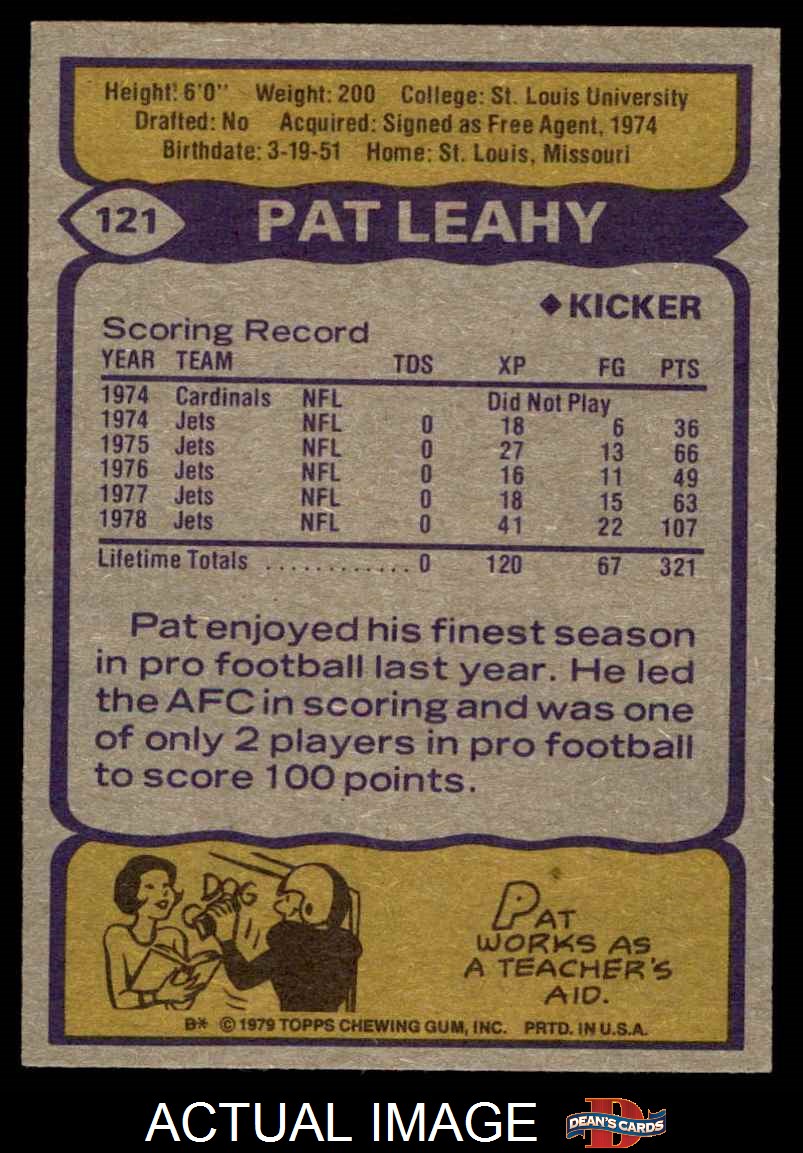 Height: 6'0" Weight: 200 College: St. Louis University
Drafted: No Acquired: Signed as Free Agent, 1974
Birthdate: 3-19-51 Home: St. Louis, Missouri
121 PAT LEAHY
◆ KICKER
Scoring Record
YEAR TEAM TDS XP FG PTS
1974 Cardinals NFL Did Not Play
1974 Jets NFL 0 18 6 36
1975 Jets NFL 0 27 13 66
1976 Jets NFL 0 16 11 49
1977 Jets NFL 0 18 15 63
1978 Jets NFL 0 41 22 107
Lifetime Totals ............ 0 120 67 321
Pat enjoyed his finest season
in pro football last year. He led
the AFC in scoring and was one
of only 2 players in pro football
to score 100 points.
DOG
PAT
WORKS AS
A TEACHER'S
AID.
B* © 1979 TOPPS CHEWING GUM, INC. PRTD. IN U.S.A.
ACTUAL IMAGE
D
DEAN'S CARDS